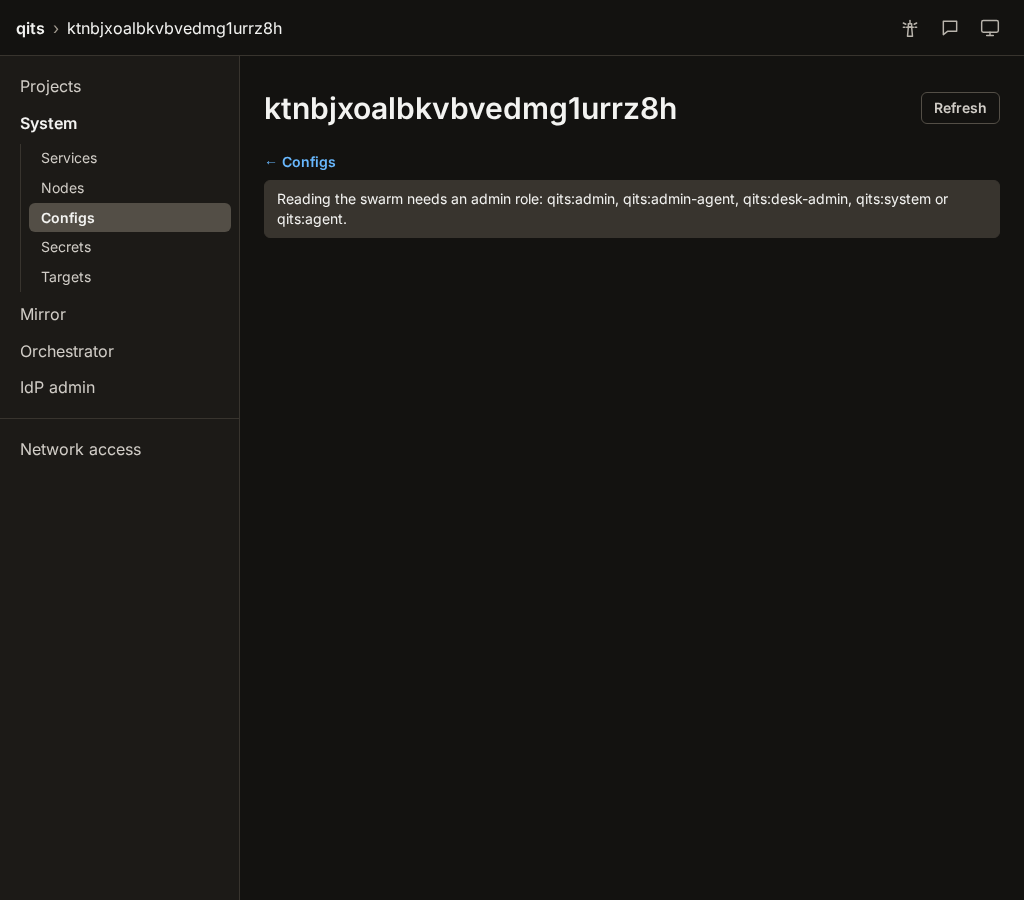 qits › ktnbjxoalbkvbvedmg1urrz8h
Projects
System
Services
Nodes
Configs
Secrets
Targets
Mirror
Orchestrator
IdP admin
Network access
ktnbjxoalbkvbvedmg1urrz8h
Refresh
← Configs
Reading the swarm needs an admin role: qits:admin, qits:admin-agent, qits:desk-admin, qits:system or
qits:agent.